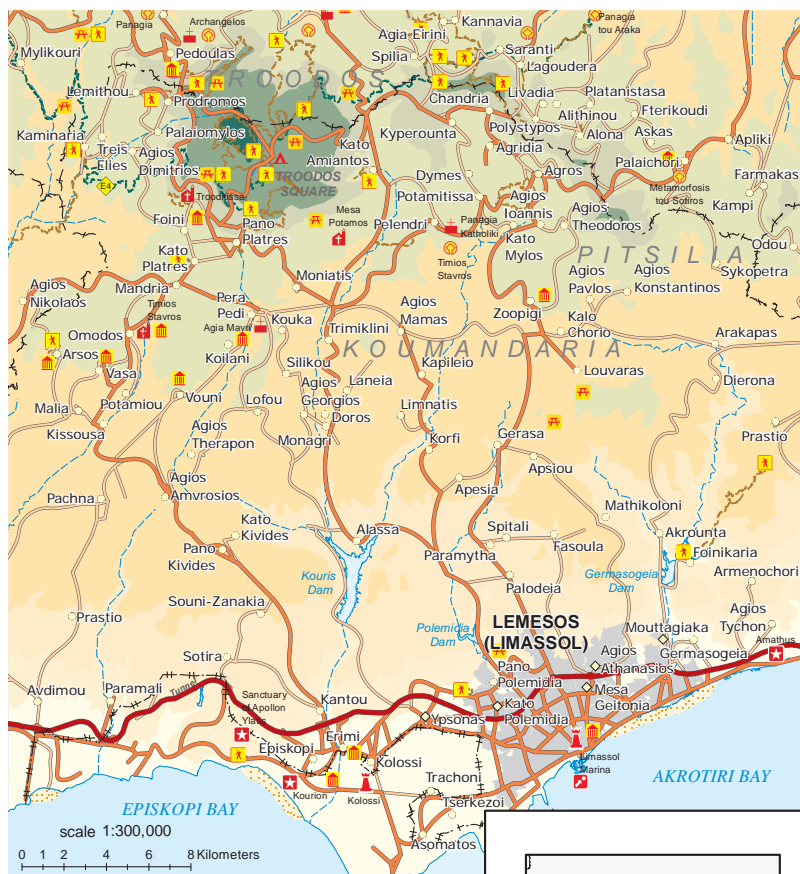 Panagia
Archangeios
Kannavia
Panagia
tou Araka
Agia Eirini
Mylikouri
Pedoulas
Spilia
Saranti
Lagoudera
TROODOS
Lemithou
Prodromos
Chandria
Livadia
Platanistasa
Alithinou
Fterikoudi
Kaminaria
Palaiomylos
Kyperounta
Polystypos
Alona
Askas
Apliki
Treis
Elies
Agios
Dimitrios
Kato
Amiantos
Agridia
Palaichori
E4
TROODOS
SQUARE
Dymes
Agros
Farmakas
Trooditissa
Potamitissa
Agios
Ioannis
Metamorfosis
tou Sotiros
Kampi
Foini
Pano
Platres
Mesa
Potamos
Pelendri
Panagia
Katholiki
Agios
Theodoros
Kato
Platres
Kato
Mylos
PITSILIA
Odou
Timios
Stavros
Agios
Nikolaos
Mandria
Moniatis
Agios
Pavlos
Agios
Konstantinos
Sykopetra
Timios
Stavros
Pera
Pedi
Kouka
Agios
Mamas
Zoopigi
Kalo
Chorio
Omodos
Agia Mavri
Trimiklini
Arakapas
Arsos
Koilani
KOUMANDARIA
Vasa
Silikou
Kapileio
Louvaras
Dierona
Agios
Georgios
Laneia
Potamiou
Vouni
Lofou
Doros
Limnatis
Malia
Kissousa
Agios
Therapon
Monagri
Korfi
Gerasa
Prastio
Apsiou
Agios
Amvrosios
Apesia
Pachna
Mathikoloni
Kato
Kivides
Alassa
Spitali
Akrounta
Pano
Kivides
Paramytha
Fasoula
Foinikaria
Kouris
Dam
Palodeia
Germasogeia
Dam
Armenochori
Souni-Zanakia
Prastio
Polemidia
Dam
LEMESOS
(LIMASSOL)
Mouttagiaka
Agios
Tychon
Amathus
Sotira
Pano
Polemidia
Agios
Athanasios
Germasogeia
Avdimou
Paramali
Tunnel
Sanctuary
of Apollon
Ylatis
Kantou
Kato
Polemidia
Mesa
Geitonia
Ypsonas
Erimi
Episkopi
Kolossi
Limassol
Marina
Kourion
Kolossi
Trachoni
AKROTIRI BAY
EPISKOPI BAY
Tserkezoi
scale 1:300,000
Asomatos
0 1 2 4 6 8 Kilometers